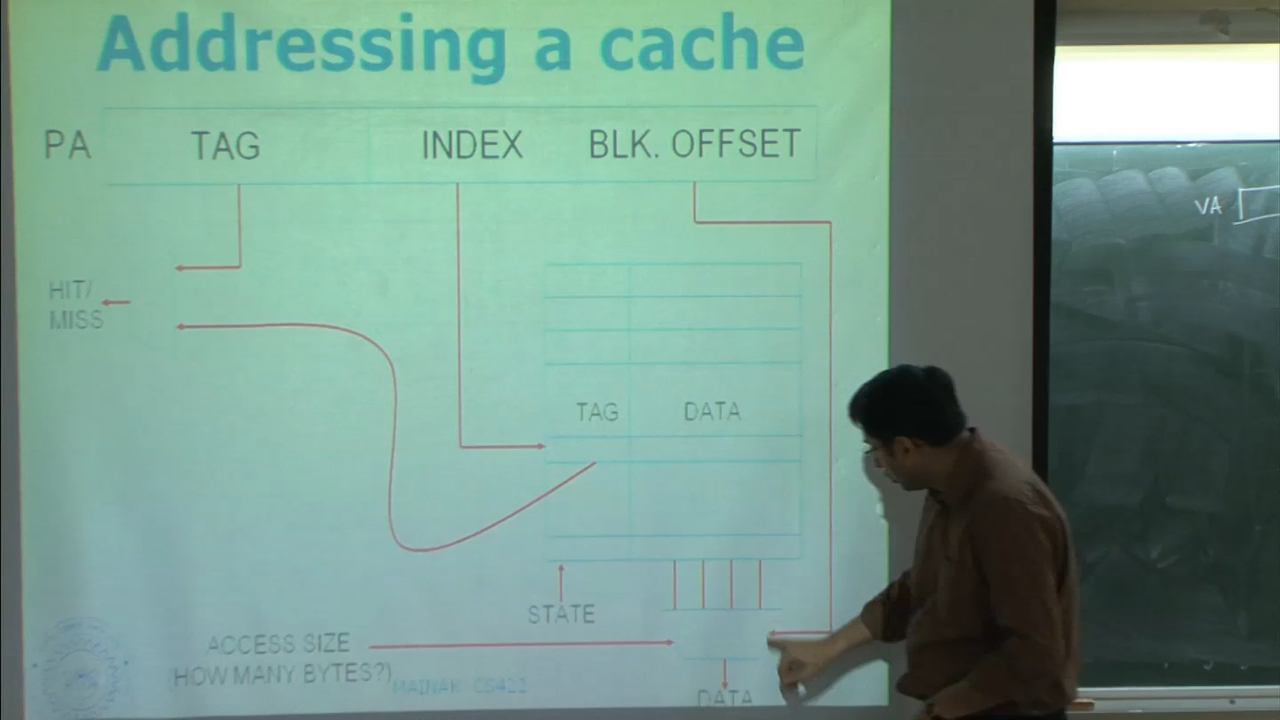 Addressing a cache
PA TAG INDEX BLK. OFFSET
VA
HIT/
MISS
TAG DATA
STATE
ACCESS SIZE
(HOW MANY BYTES?)
MAINAK CS422
DATA